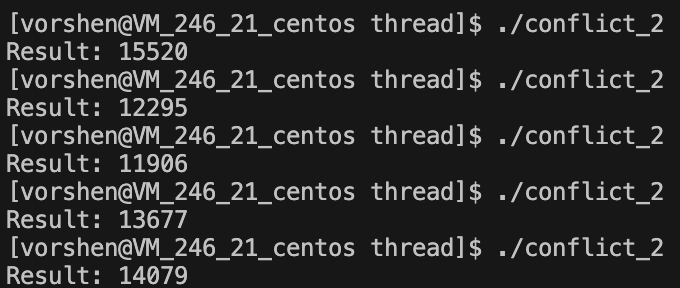 [vorshen@VM_246_21_centos thread]$ ./conflict_2
Result: 15520
[vorshen@VM_246_21_centos thread]$ ./conflict_2
Result: 12295
[vorshen@VM_246_21_centos thread]$ ./conflict_2
Result: 11906
[vorshen@VM_246_21_centos thread]$ ./conflict_2
Result: 13677
[vorshen@VM_246_21_centos thread]$ ./conflict_2
Result: 14079